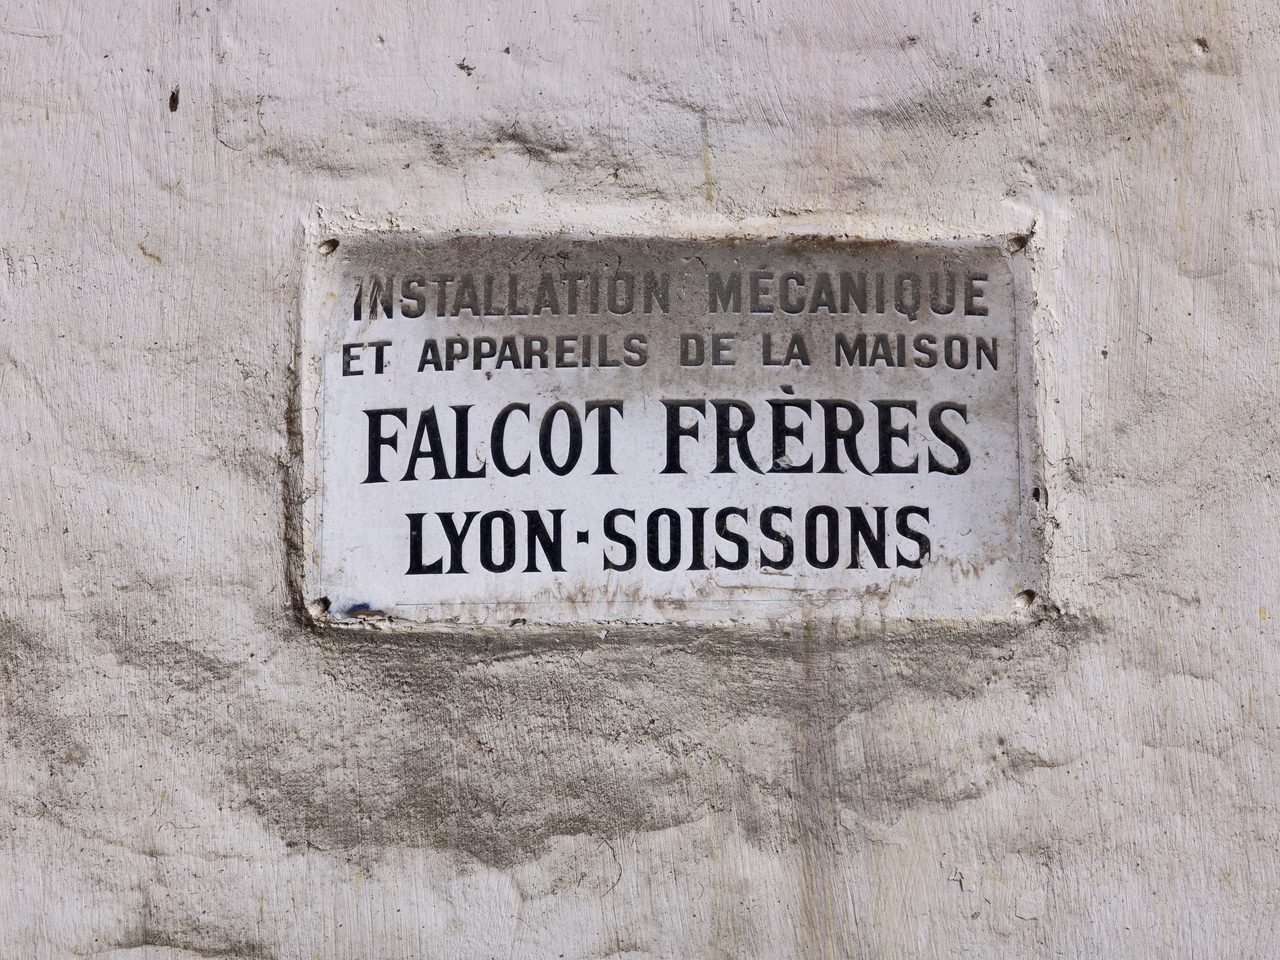 INSTALLATION MÉCANIQUE
ET APPAREILS DE LA MAISON
FALCOT FRÈRES
LYON·SOISSONS